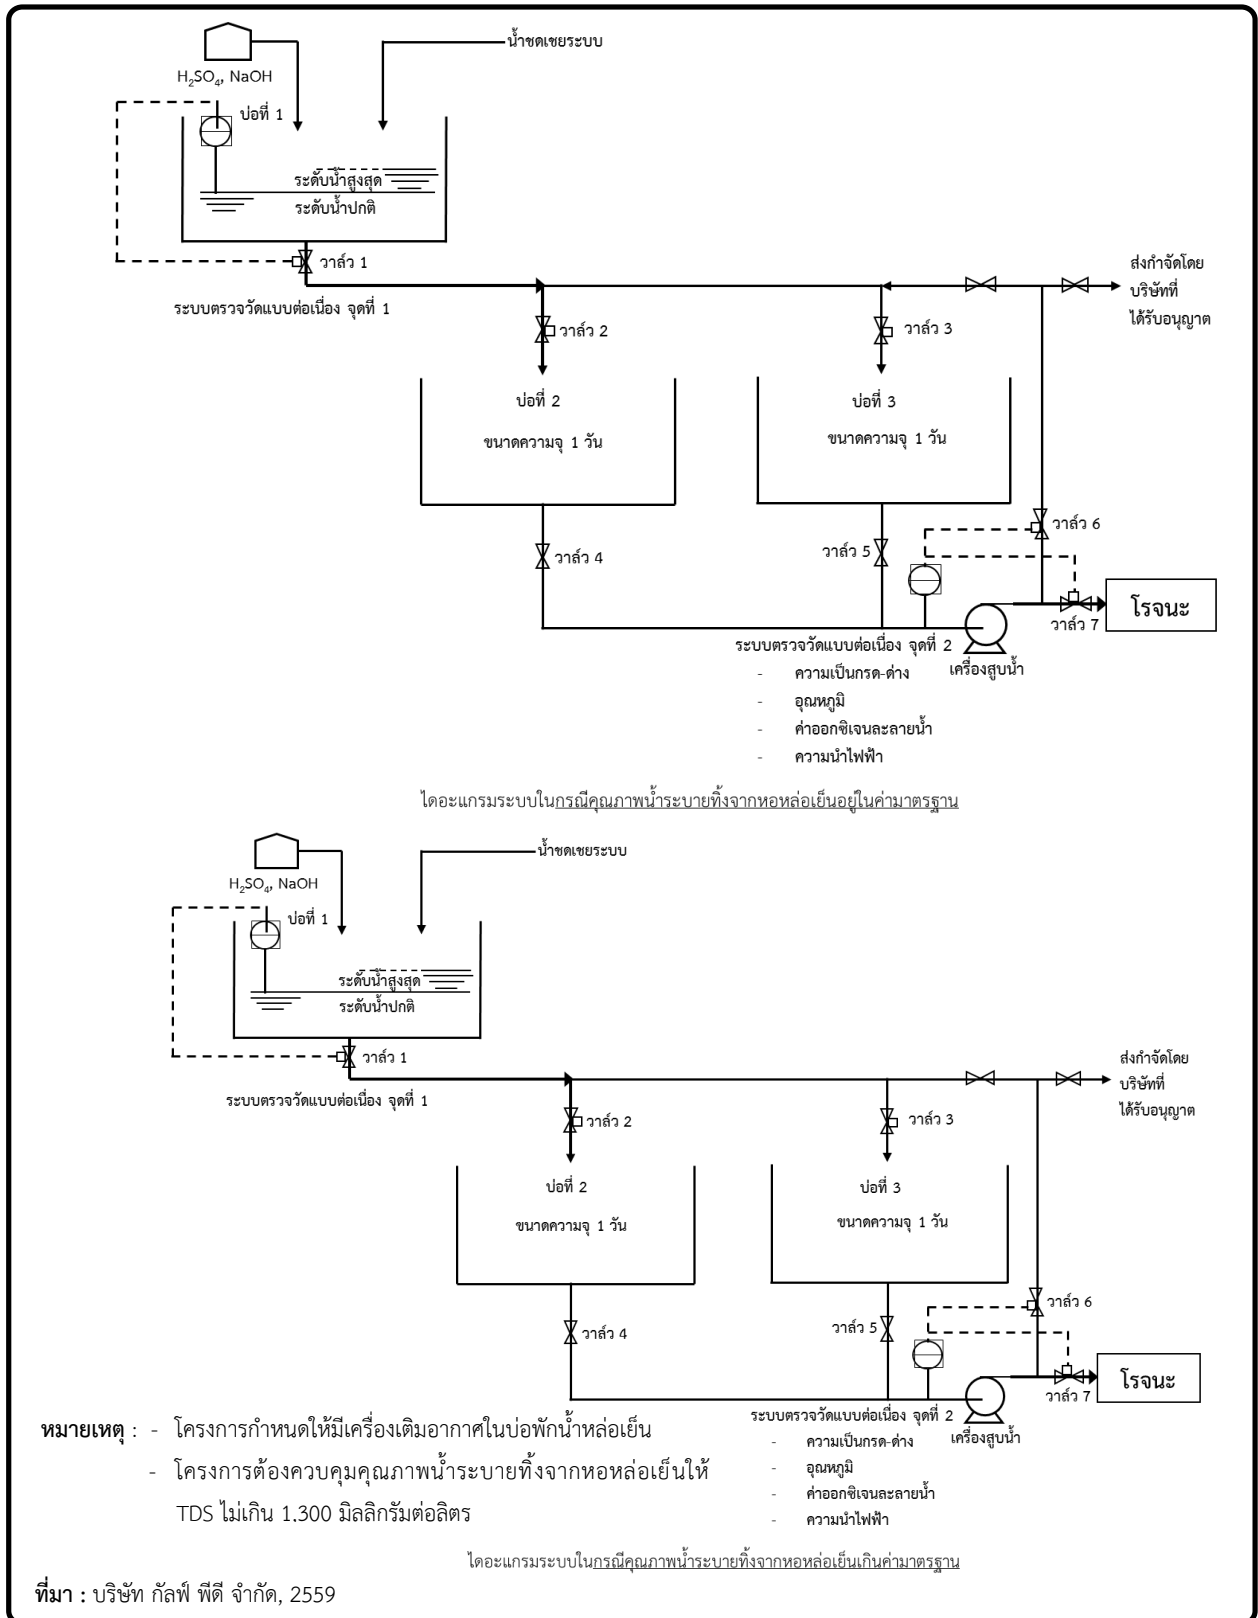 น้ำชดเชยระบบ
H₂SO₄, NaOH
บ่อที่ 1
ระดับน้ำสูงสุด
ระดับน้ำปกติ
วาล์ว 1
ส่งกำจัดโดย
บริษัทที่
ได้รับอนุญาต
ระบบตรวจวัดแบบต่อเนื่อง จุดที่ 1
วาล์ว 2
วาล์ว 3
บ่อที่ 2
ขนาดความจุ 1 วัน
บ่อที่ 3
ขนาดความจุ 1 วัน
วาล์ว 4
วาล์ว 5
วาล์ว 6
โรจนะ
วาล์ว 7
ระบบตรวจวัดแบบต่อเนื่อง จุดที่ 2
เครื่องสูบน้ำ
- ความเป็นกรด-ด่าง
- อุณหภูมิ
- ค่าออกซิเจนละลายน้ำ
- ความนำไฟฟ้า
ไดอะแกรมระบบในกรณีคุณภาพน้ำระบายทิ้งจากหอหล่อเย็นอยู่ในค่ามาตรฐาน
น้ำชดเชยระบบ
H₂SO₄, NaOH
บ่อที่ 1
ระดับน้ำสูงสุด
ระดับน้ำปกติ
วาล์ว 1
ส่งกำจัดโดย
บริษัทที่
ได้รับอนุญาต
ระบบตรวจวัดแบบต่อเนื่อง จุดที่ 1
วาล์ว 2
วาล์ว 3
บ่อที่ 2
ขนาดความจุ 1 วัน
บ่อที่ 3
ขนาดความจุ 1 วัน
วาล์ว 4
วาล์ว 5
วาล์ว 6
โรจนะ
วาล์ว 7
ระบบตรวจวัดแบบต่อเนื่อง จุดที่ 2
เครื่องสูบน้ำ
- ความเป็นกรด-ด่าง
- อุณหภูมิ
- ค่าออกซิเจนละลายน้ำ
- ความนำไฟฟ้า
หมายเหตุ : - โครงการกำหนดให้มีเครื่องเติมอากาศในบ่อพักน้ำหล่อเย็น
- โครงการต้องควบคุมคุณภาพน้ำระบายทิ้งจากหอหล่อเย็นให้
TDS ไม่เกิน 1,300 มิลลิกรัมต่อลิตร
ไดอะแกรมระบบในกรณีคุณภาพน้ำระบายทิ้งจากหอหล่อเย็นเกินค่ามาตรฐาน
ที่มา : บริษัท กัลฟ์ พีดี จำกัด, 2559